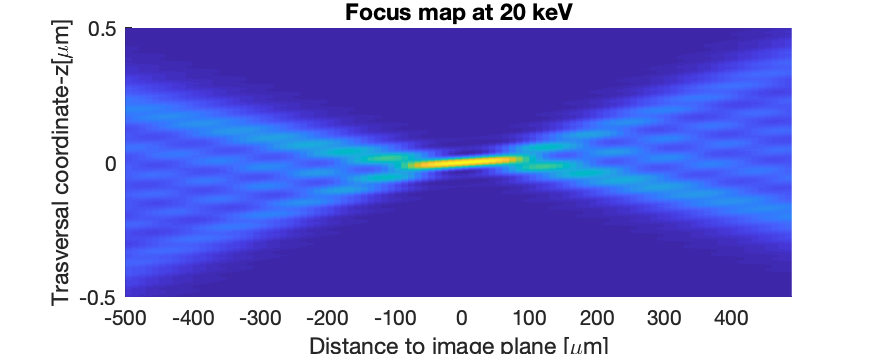 Focus map at 20 keV
Trasversal coordinate-z[μm]
0.5
0
-0.5
-500 -400 -300 -200 -100 0 100 200 300 400
Distance to image plane [μm]